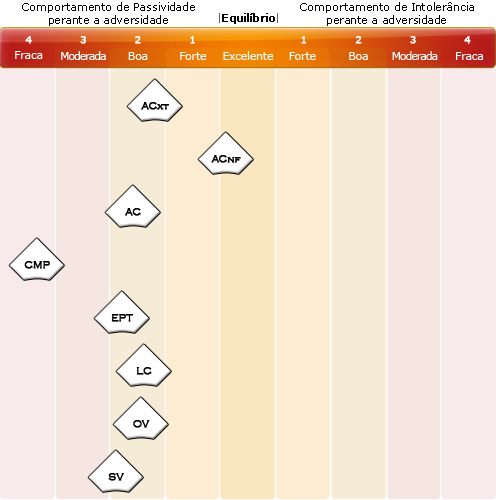 Comportamento de Passividade
perante a adversidade
|Equilíbrio|
Comportamento de Intolerância
perante a adversidade
4 3 2 1 1 2 3 4
Fraca Moderada Boa Forte Excelente Forte Boa Moderada Fraca
ACXT
ACNF
AC
CMP
EPT
LC
OV
SV